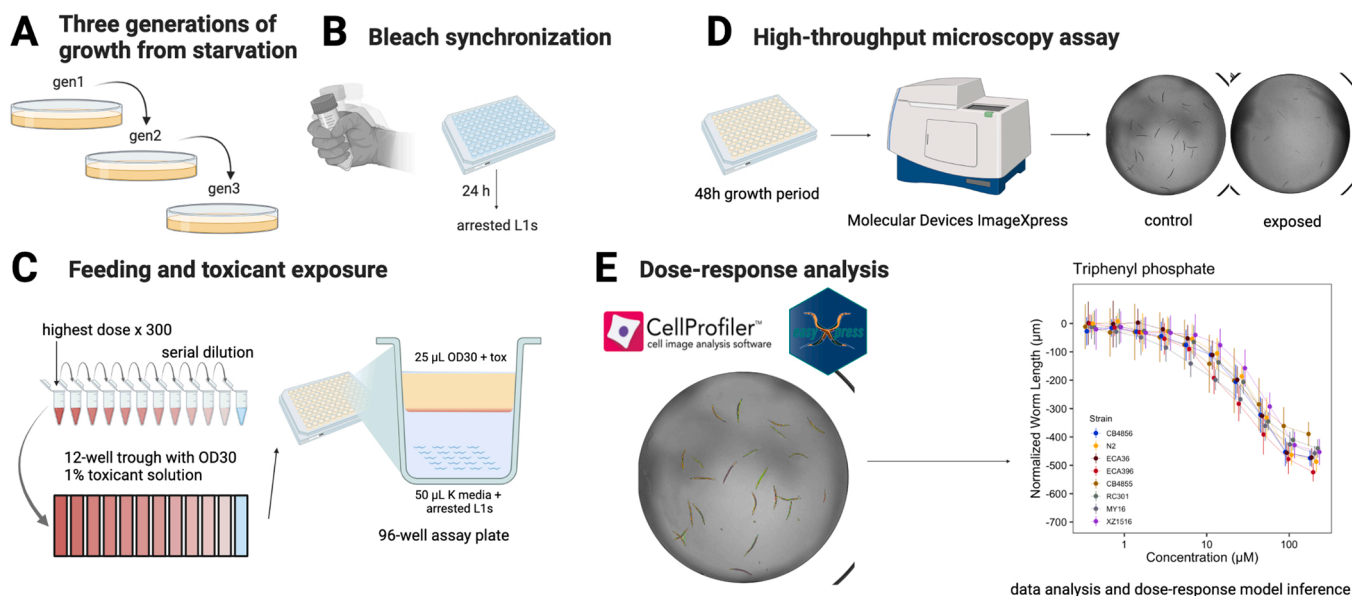 A Three generations of
growth from starvation
gen1
gen2
gen3
B Bleach synchronization
24 h
arrested L1s
D High-throughput microscopy assay
48h growth period
Molecular Devices ImageXpress
control
exposed
C Feeding and toxicant exposure
highest dose x 300
serial dilution
12-well trough with OD30
1% toxicant solution
25 µL OD30 + tox
50 µL K media +
arrested L1s
96-well assay plate
E Dose-response analysis
CellProfiler™
cell image analysis software
easyXpress
Triphenyl phosphate
Normalized Worm Length (µm)
0
-100
-200
-300
-400
-500
-600
-700
Strain
CB4856
N2
ECA36
ECA396
CB4855
RC301
MY16
XZ1516
1
10
100
Concentration (µM)
data analysis and dose-response model inference